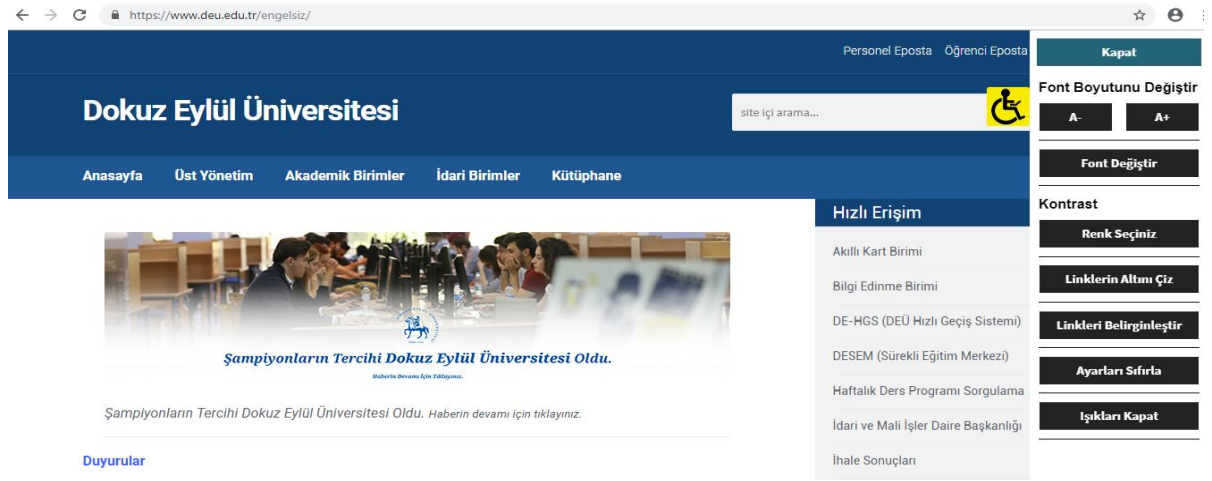 https://www.deu.edu.tr/engelsiz/
Personel Eposta Öğrenci Eposta
Dokuz Eylül Üniversitesi
site içi arama...
Anasayfa Üst Yönetim Akademik Birimler İdari Birimler Kütüphane
Şampiyonların Tercihi Dokuz Eylül Üniversitesi Oldu.
Haberin Devamı İçin Tıklayınız.
Şampiyonların Tercihi Dokuz Eylül Üniversitesi Oldu. Haberin devamı için tıklayınız.
Duyurular
Hızlı Erişim
Akıllı Kart Birimi
Bilgi Edinme Birimi
DE-HGS (DEÜ Hızlı Geçiş Sistemi)
DESEM (Sürekli Eğitim Merkezi)
Haftalık Ders Programı Sorgulama
İdari ve Mali İşler Daire Başkanlığı
İhale Sonuçları
Kapat
Font Boyutunu Değiştir
A- A+
Font Değiştir
Kontrast
Renk Seçiniz
Linklerin Altını Çiz
Linkleri Belirginleştir
Ayarları Sıfırla
Işıkları Kapat